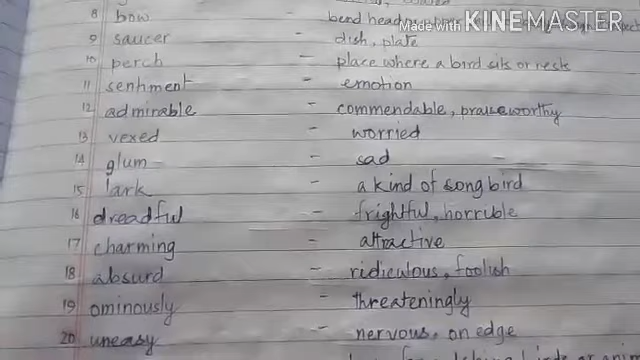 Made with KINEMASTER
8 bow - bend head
9 saucer - dish, plate
10 perch - place where a bird sits or rests
11 sentiment - emotion
12 admirable - commendable, praiseworthy
13 vexed - worried
14 glum - sad
15 lark - a kind of song bird
16 dreadful - frightful, horrible
17 charming - attractive
18 absurd - ridiculous, foolish
19 ominously - threateningly
20 uneasy - nervous, on edge